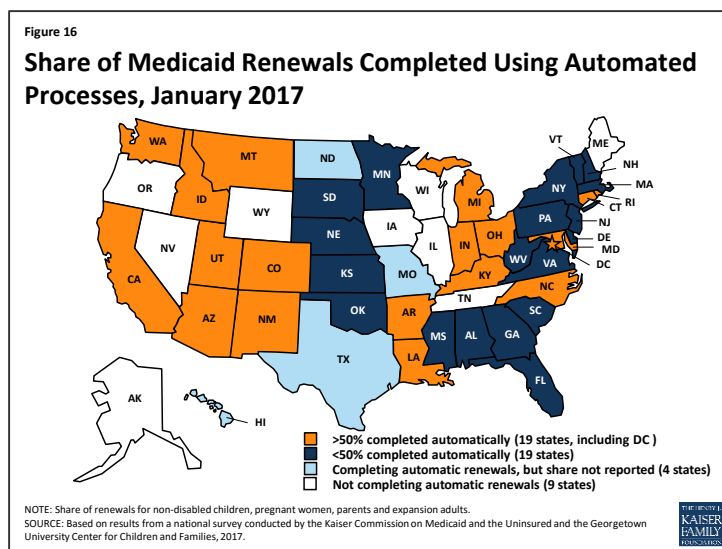 Figure 16
Share of Medicaid Renewals Completed Using Automated
Processes, January 2017
WA
MT
ND
MN
VT
ME
NH
OR
ID
SD
WI
MI
NY
MA
WY
RI
CT
IA
PA
NJ
NE
NV
IL
IN
OH
DE
MD
UT
CO
WV
VA
DC
CA
KS
MO
KY
NC
TN
AZ
NM
OK
AR
SC
MS
AL
GA
TX
LA
FL
AK
HI
>50% completed automatically (19 states, including DC )
<50% completed automatically (19 states)
Completing automatic renewals, but share not reported (4 states)
Not completing automatic renewals (9 states)
NOTE: Share of renewals for non-disabled children, pregnant women, parents and expansion adults.
SOURCE: Based on results from a national survey conducted by the Kaiser Commission on Medicaid and the Uninsured and the Georgetown
University Center for Children and Families, 2017.
THE HENRY J.
KAISER
FAMILY
FOUNDATION